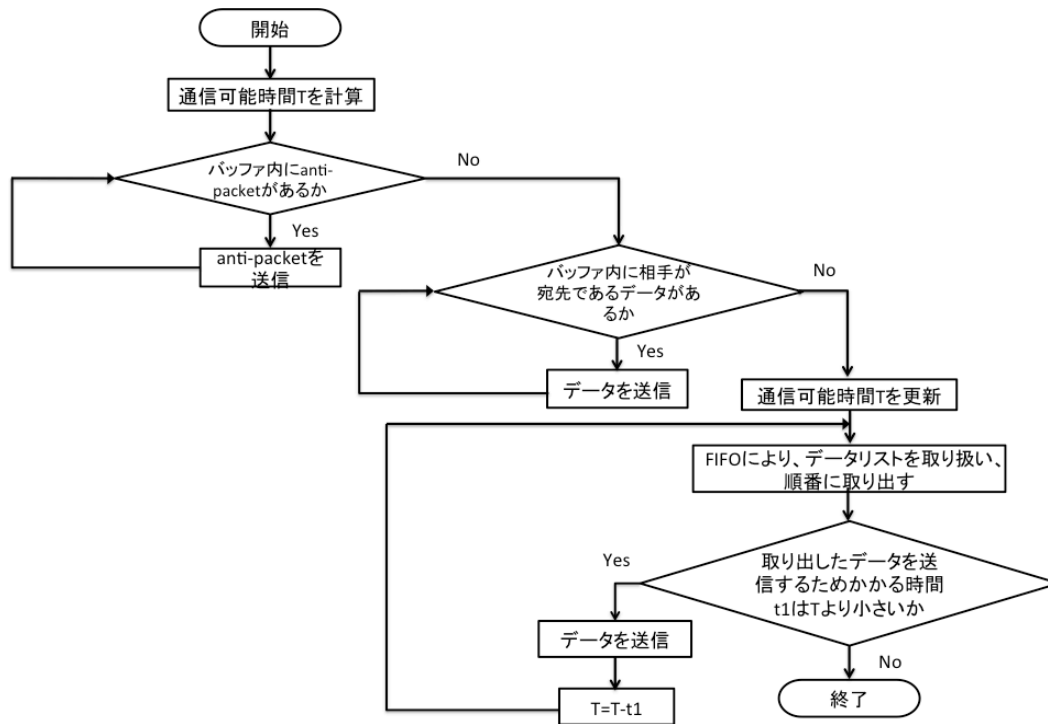 開始
通信可能時間Tを計算
バッファ内にanti-
packetがあるか
No
Yes
anti-packetを
送信
バッファ内に相手が
宛先であるデータがあ
るか
No
Yes
データを送信
通信可能時間Tを更新
FIFOにより、データリストを取り扱い、
順番に取り出す
取り出したデータを送
信するためかかる時間
t1はTより小さいか
Yes
データを送信
No
T=T-t1
終了